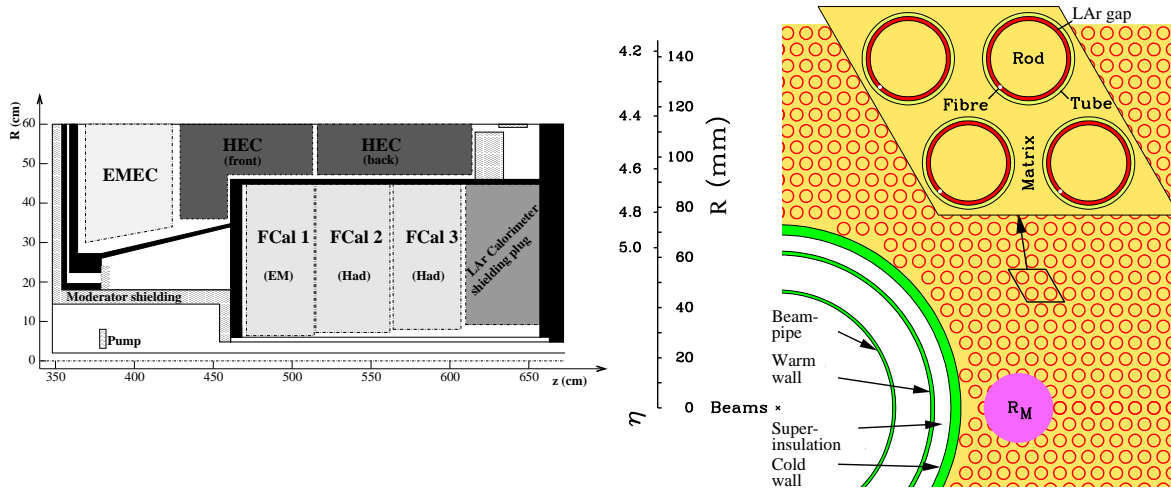 R (cm)
60
50
40
30
20
10
0
EMEC
HEC
(front)
HEC
(back)
FCal 1
(EM)
FCal 2
(Had)
FCal 3
(Had)
LAr Calorimeter
shielding plug
Moderator shielding
Pump
350
400
450
500
550
600
650
z (cm)
4.2
4.4
4.6
4.8
5.0
η
140
120
100
80
60
40
20
0
R (mm)
LAr gap
Rod
Fibre
Tube
Matrix
Beam-
pipe
Warm
wall
Beams ×
Super-
insulation
Cold
wall
R_M